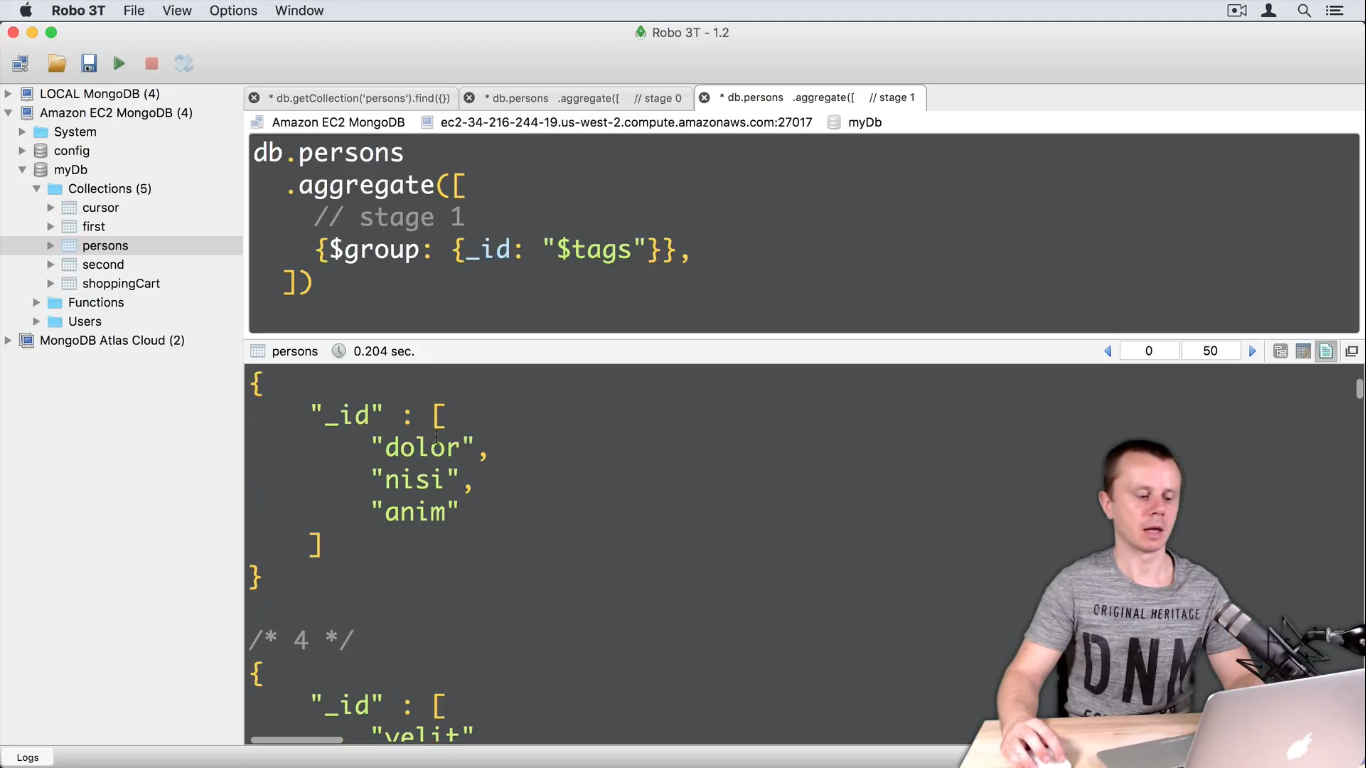 Robo 3T File View Options Window
Robo 3T - 1.2
LOCAL MongoDB (4)
Amazon EC2 MongoDB (4)
System
config
myDb
Collections (5)
cursor
first
persons
second
shoppingCart
Functions
Users
MongoDB Atlas Cloud (2)
* db.getCollection('persons').find({}) * db.persons .aggregate([ // stage 0 * db.persons .aggregate([ // stage 1
Amazon EC2 MongoDB ec2-34-216-244-19.us-west-2.compute.amazonaws.com:27017 myDb
db.persons
.aggregate([
// stage 1
{$group: {_id: "$tags"}},
])
persons 0.204 sec. 0 50
{
"_id" : [
"dolor",
"nisi",
"anim"
]
}
/* 4 */
{
"_id" : [
"velit"
ORIGINAL HERITAGE
DNM
Logs